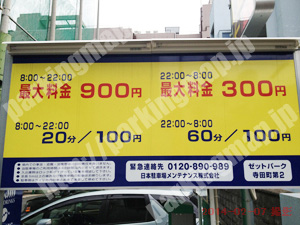 8:00〜22:00
最大料金 900円
22:00〜8:00
最大料金 300円
8:00〜22:00
20分/100円
22:00〜8:00
60分/100円
緊急連絡先 0120-890-989
日本駐車場メンテナンス株式会社
ゼットパーク
寺田町第2